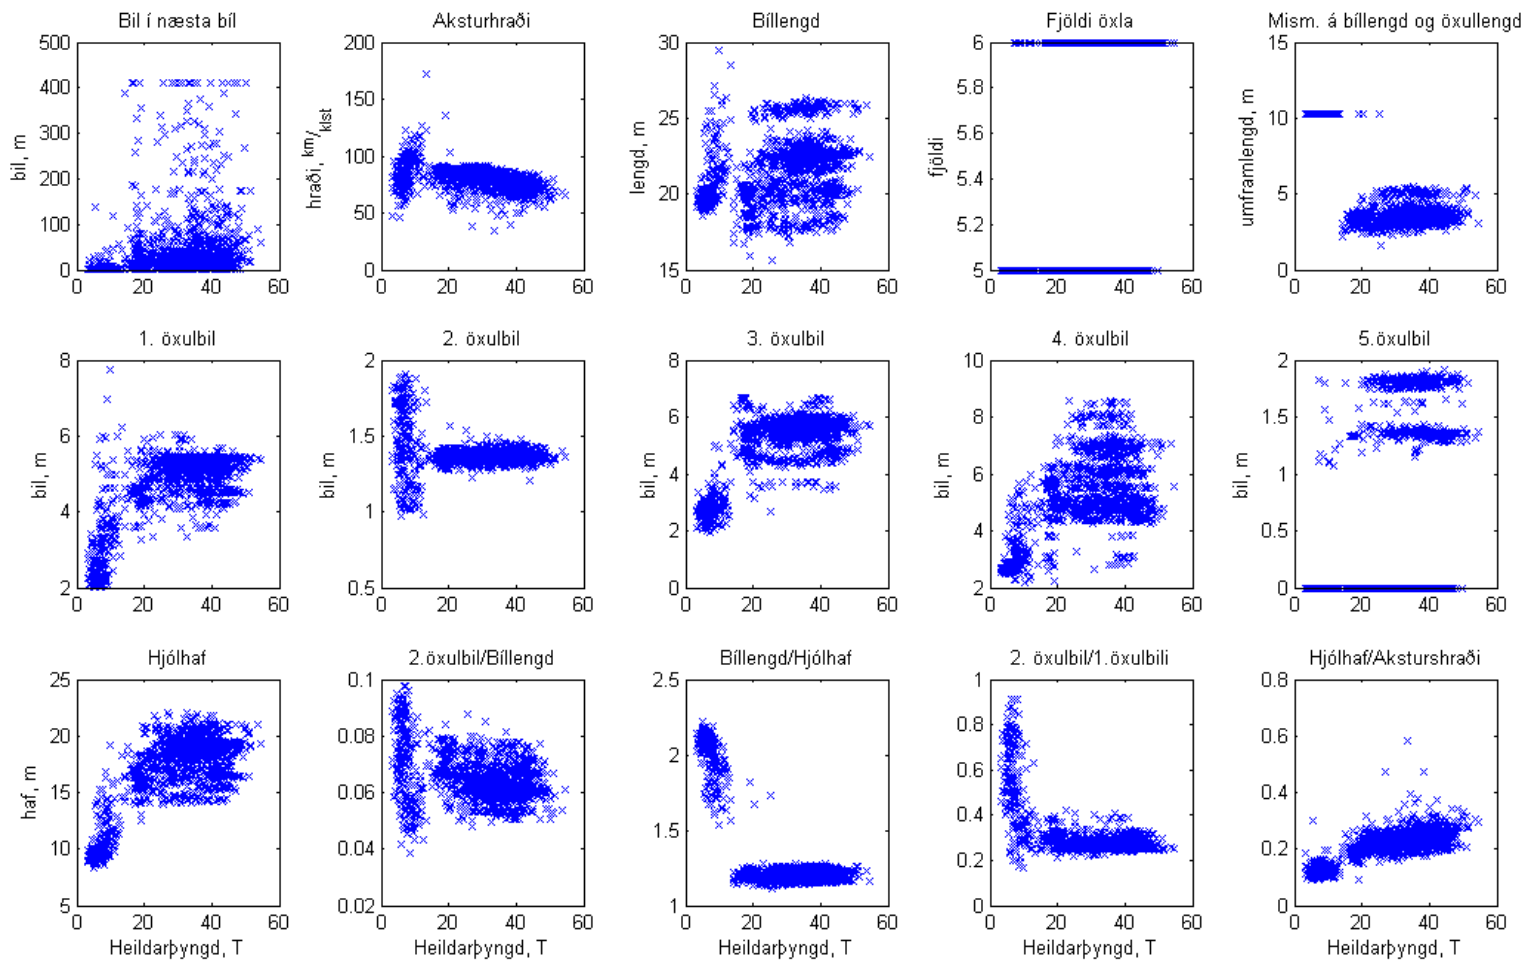 Bil í næsta bíl
500
400
300
200
100
0
0 20 40 60
bil, m
Aksturhraði
200
150
100
50
0
0 20 40 60
hraði, km/klst
Bíllengd
30
25
20
15
0 20 40 60
lengd, m
Fjöldi öxla
6
5.8
5.6
5.4
5.2
5
0 20 40 60
fjöldi
Mism. á bíllengd og öxullengd
15
10
5
0
0 20 40 60
umframlengd, m
1. öxulbil
8
6
4
2
0 20 40 60
bil, m
2. öxulbil
2
1.5
1
0.5
0 20 40 60
bil, m
3. öxulbil
8
6
4
2
0
0 20 40 60
bil, m
4. öxulbil
10
8
6
4
2
0 20 40 60
bil, m
5.öxulbil
2
1.5
1
0.5
0
0 20 40 60
bil, m
Hjólhaf
25
20
15
10
5
0 20 40 60
haf, m
Heildarþyngd, T
2.öxulbil/Bíllengd
0.1
0.08
0.06
0.04
0.02
0 20 40 60
Heildarþyngd, T
Bíllengd/Hjólhaf
2.5
2
1.5
1
0 20 40 60
Heildarþyngd, T
2. öxulbil/1.öxulbili
1
0.8
0.6
0.4
0.2
0
0 20 40 60
Heildarþyngd, T
Hjólhaf/Aksturshraði
0.8
0.6
0.4
0.2
0
0 20 40 60
Heildarþyngd, T